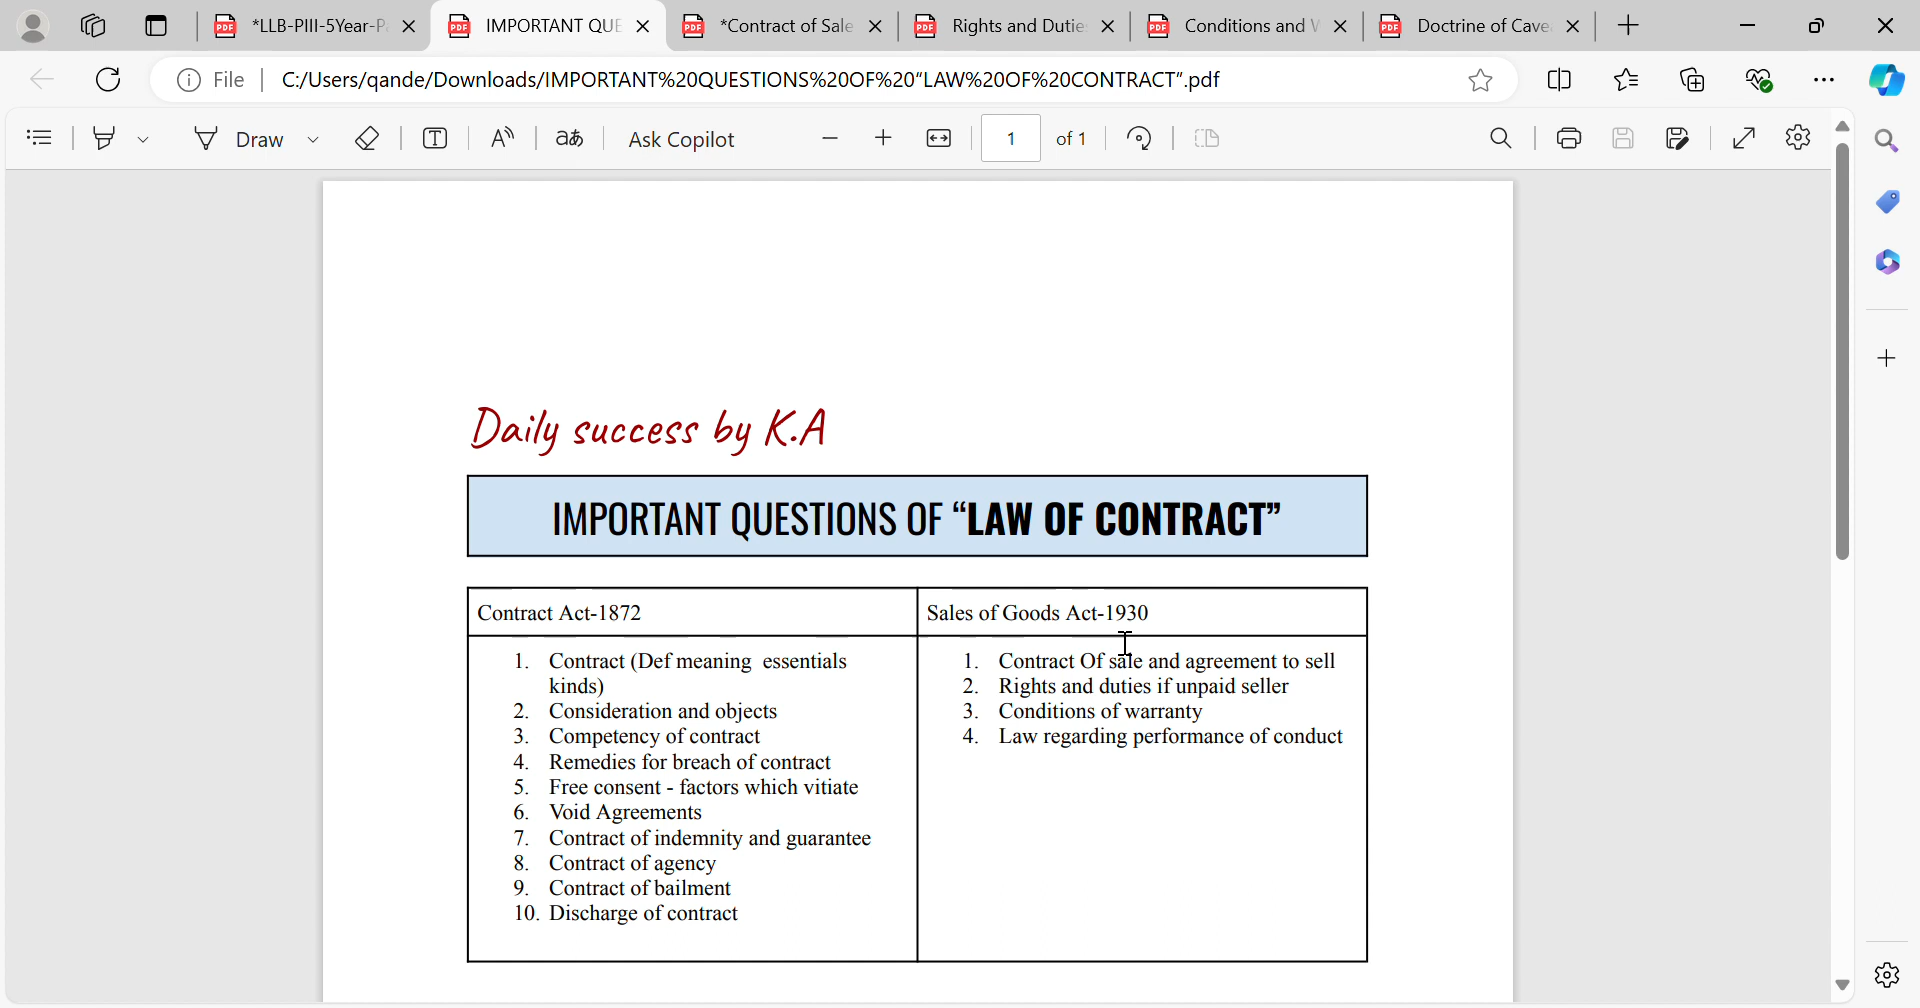 *LLB-PIII-5Year-P
IMPORTANT QUE
*Contract of Sale
Rights and Dutie
Conditions and
Doctrine of Cave
File
C:/Users/qande/Downloads/IMPORTANT%20QUESTIONS%20OF%20“LAW%20OF%20CONTRACT”.pdf
Draw
T
A
aあ
Ask Copilot
1
of 1
Daily success by K.A
IMPORTANT QUESTIONS OF “LAW OF CONTRACT”
Contract Act-1872
1. Contract (Def meaning essentials
kinds)
2. Consideration and objects
3. Competency of contract
4. Remedies for breach of contract
5. Free consent - factors which vitiate
6. Void Agreements
7. Contract of indemnity and guarantee
8. Contract of agency
9. Contract of bailment
10. Discharge of contract
Sales of Goods Act-1930
1. Contract Of sale and agreement to sell
2. Rights and duties if unpaid seller
3. Conditions of warranty
4. Law regarding performance of conduct